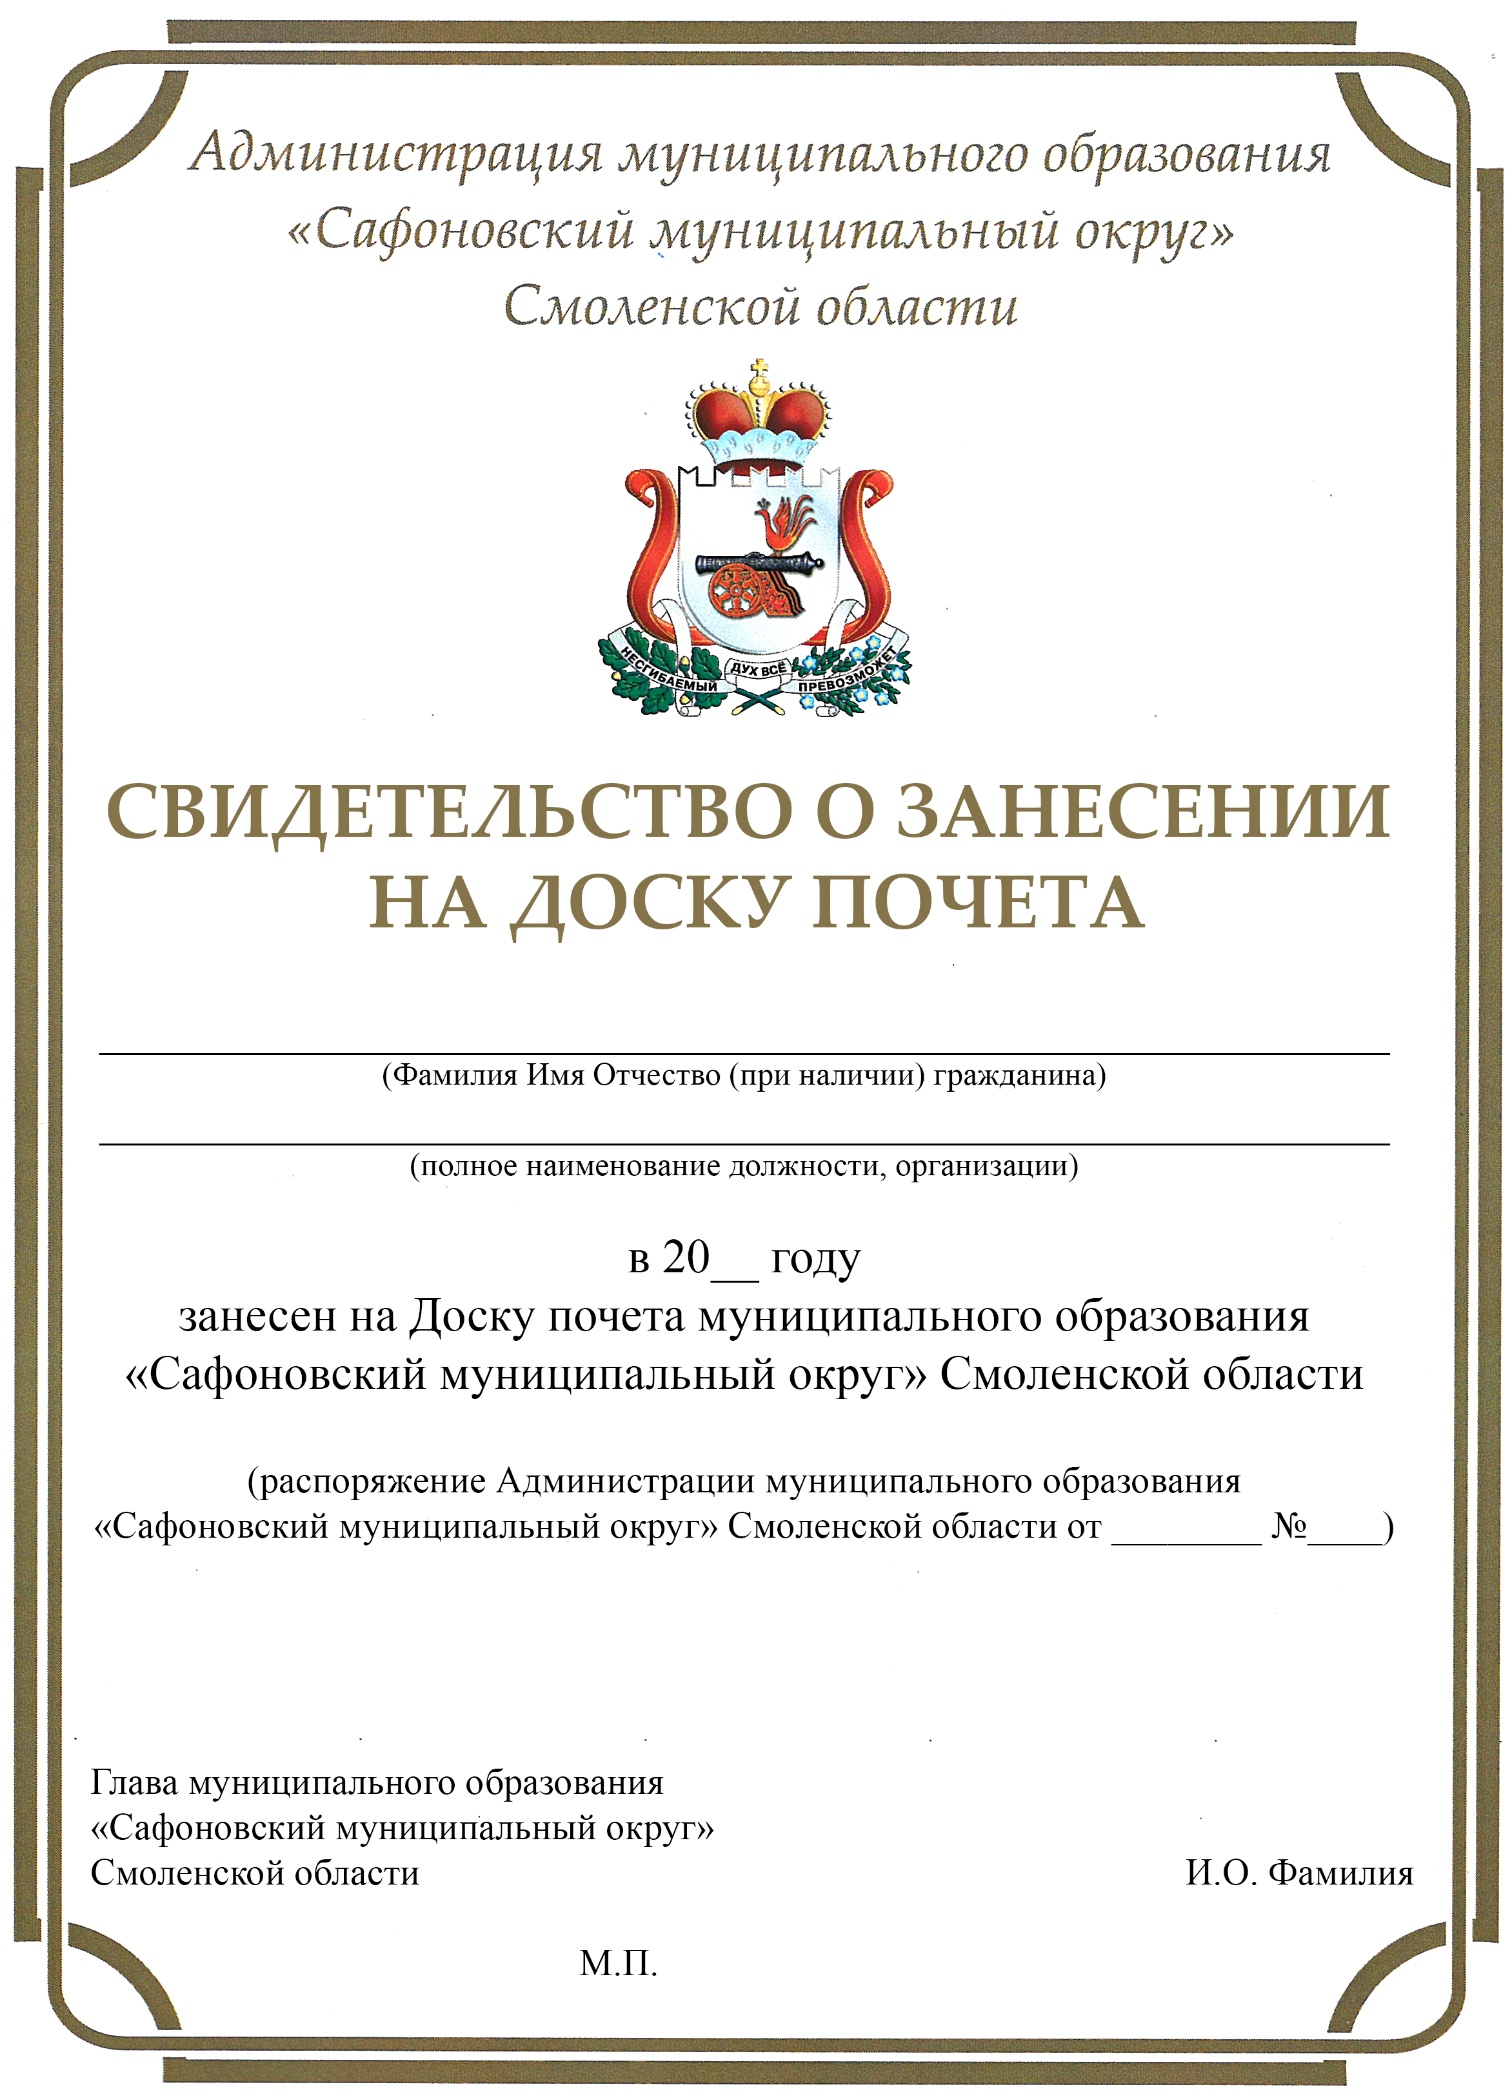 Администрация муниципального образования
«Сафоновский муниципальный округ»
Смоленской области
НЕСГИБАЕМЫЙ ДУХ ВСЁ ПРЕВОЗМОЖЕТ
СВИДЕТЕЛЬСТВО О ЗАНЕСЕНИИ
НА ДОСКУ ПОЧЕТА
(Фамилия Имя Отчество (при наличии) гражданина)
(полное наименование должности, организации)
в 20__ году
занесен на Доску почета муниципального образования
«Сафоновский муниципальный округ» Смоленской области
(распоряжение Администрации муниципального образования
«Сафоновский муниципальный округ» Смоленской области от ________ №____)
Глава муниципального образования
«Сафоновский муниципальный округ»
Смоленской области И.О. Фамилия
М.П.